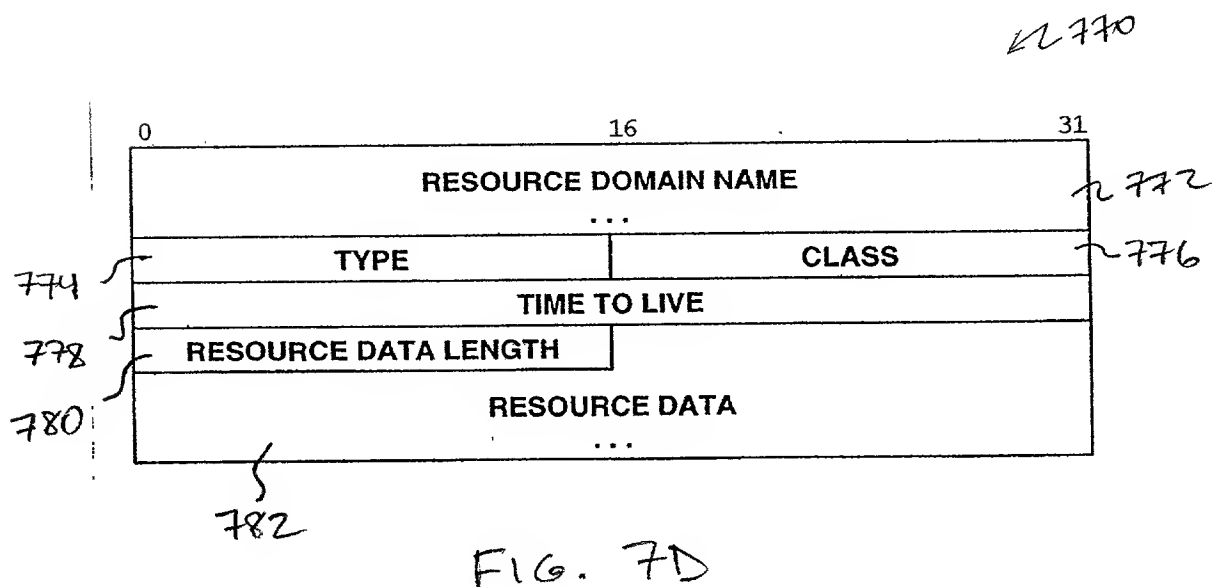 770
0 16 31
RESOURCE DOMAIN NAME
...
772
TYPE CLASS
774
776
TIME TO LIVE
778
RESOURCE DATA LENGTH
780
RESOURCE DATA
...
782
FIG. 7D